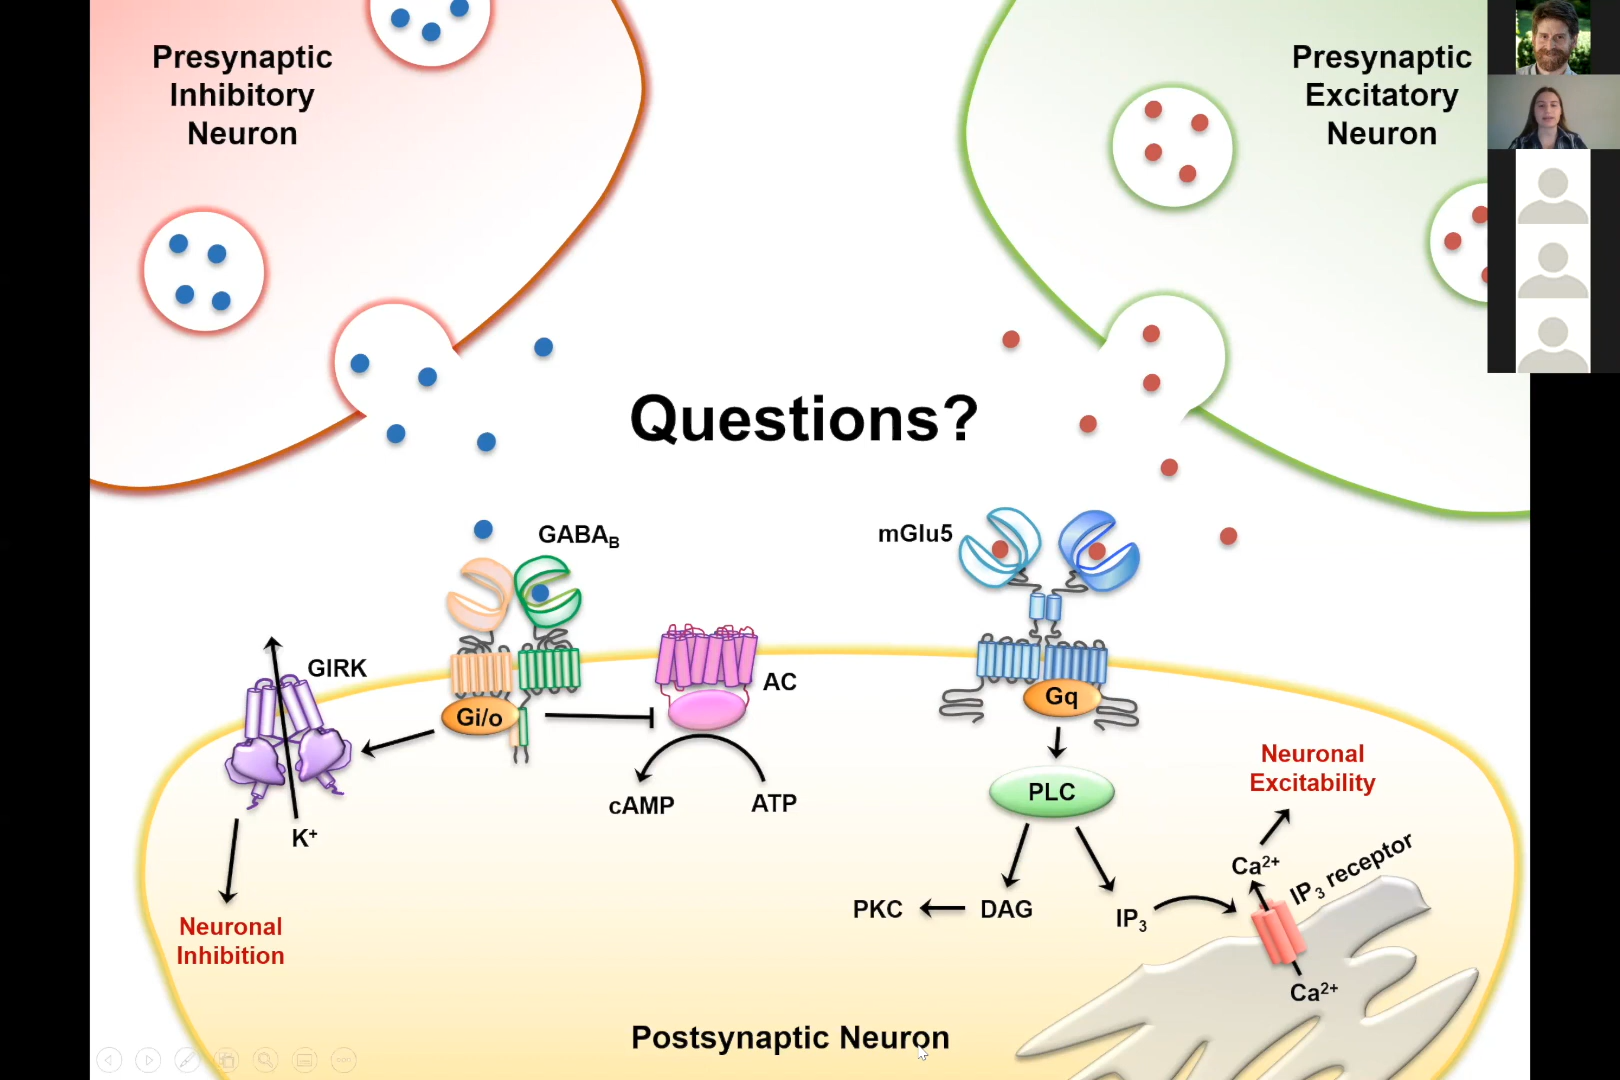 Presynaptic
Inhibitory
Neuron
Presynaptic
Excitatory
Neuron
Questions?
GABA_B
mGlu5
GIRK
AC
Gi/o
Gq
K⁺
cAMP
ATP
PLC
Neuronal
Excitability
Ca²⁺
IP₃ receptor
PKC
DAG
IP₃
Neuronal
Inhibition
Ca²⁺
Postsynaptic Neuron